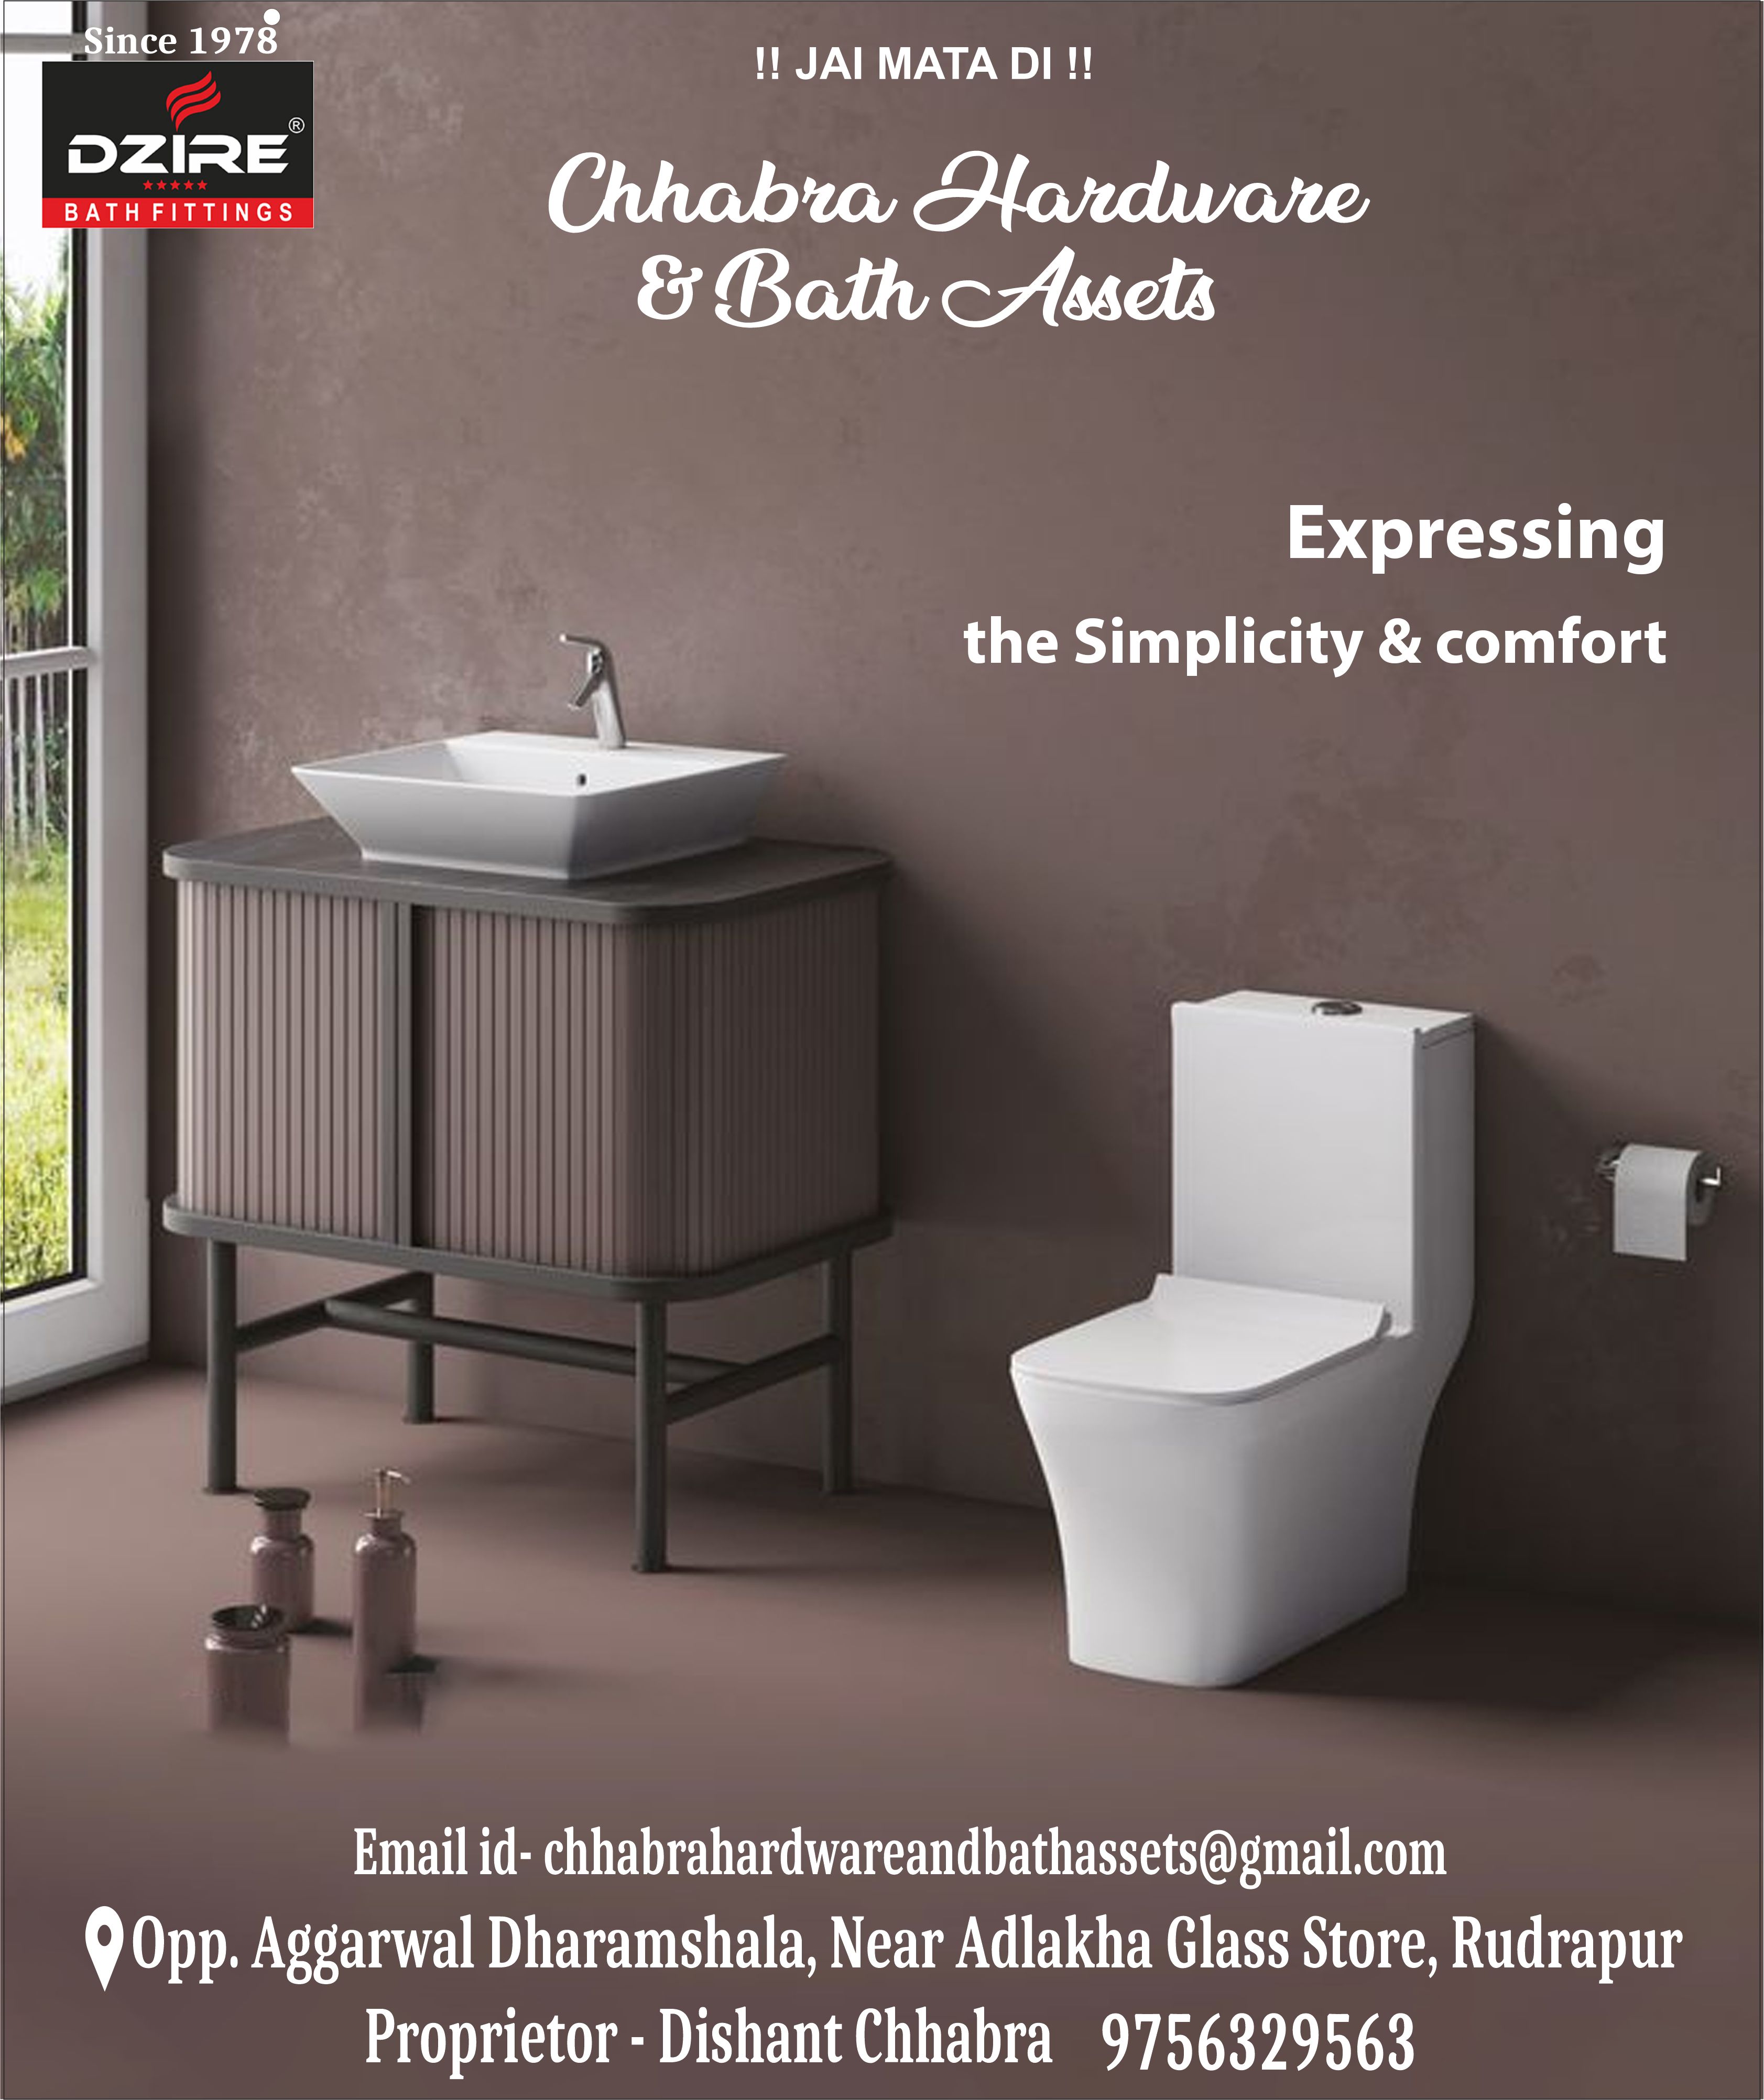 Since 1978
DZIRE®
BATH FITTINGS
!! JAI MATA DI !!
Chhabra Hardware
& Bath Assets
Expressing
the Simplicity & comfort
Email id- chhabrahardwareandbathassets@gmail.com
Opp. Aggarwal Dharamshala, Near Adlakha Glass Store, Rudrapur
Proprietor - Dishant Chhabra 9756329563